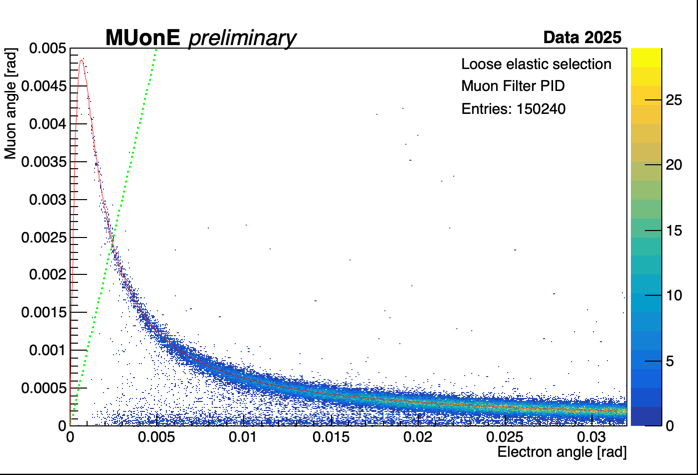 MUonE preliminary
Data 2025
Muon angle [rad]
0.005
0.0045
0.004
0.0035
0.003
0.0025
0.002
0.0015
0.001
0.0005
0
Loose elastic selection
Muon Filter PID
Entries: 150240
25
20
15
10
5
0
0 0.005 0.01 0.015 0.02 0.025 0.03
Electron angle [rad]